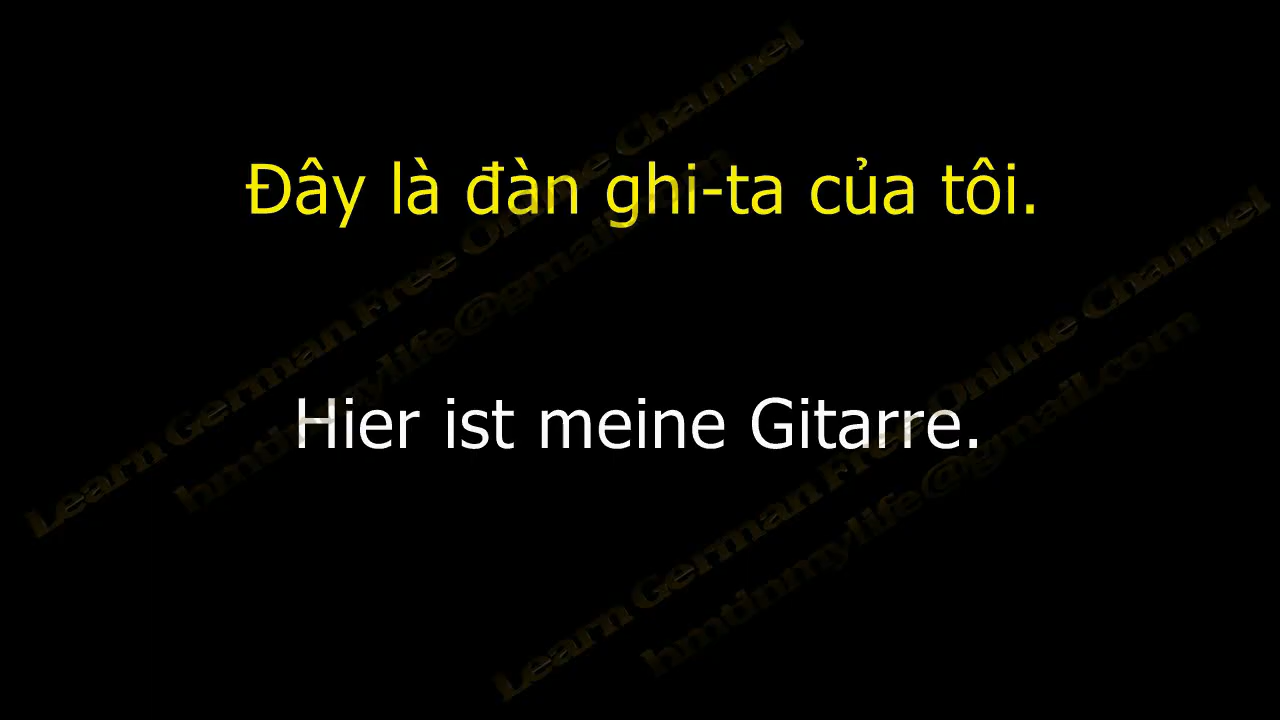 Đây là đàn ghi-ta của tôi.
Hier ist meine Gitarre.
Learn German Free Online Channel
hmtinmylife@gmail.com
Learn German Free Online Channel
hmtinmylife@gmail.com